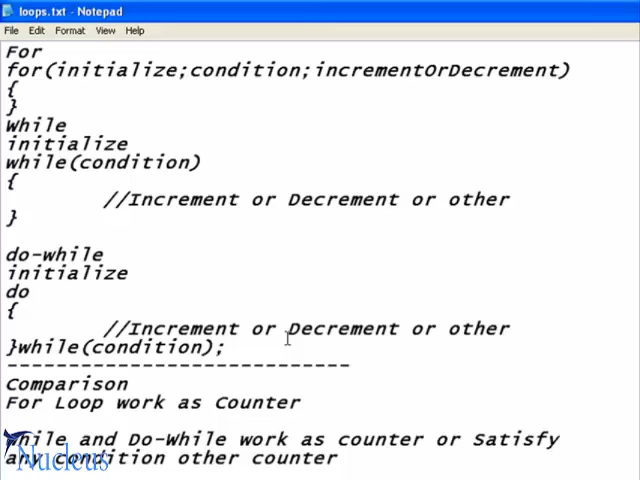 loops.txt - Notepad
File Edit Format View Help
For
for(initialize;condition;incrementOrDecrement)
{
}
While
initialize
while(condition)
{
//Increment or Decrement or other
}
do-while
initialize
do
{
//Increment or Decrement or other
}while(condition);
----------------------------
Comparison
For Loop work as Counter
While and Do-While work as counter or Satisfy
any condition other counter
Nucleus